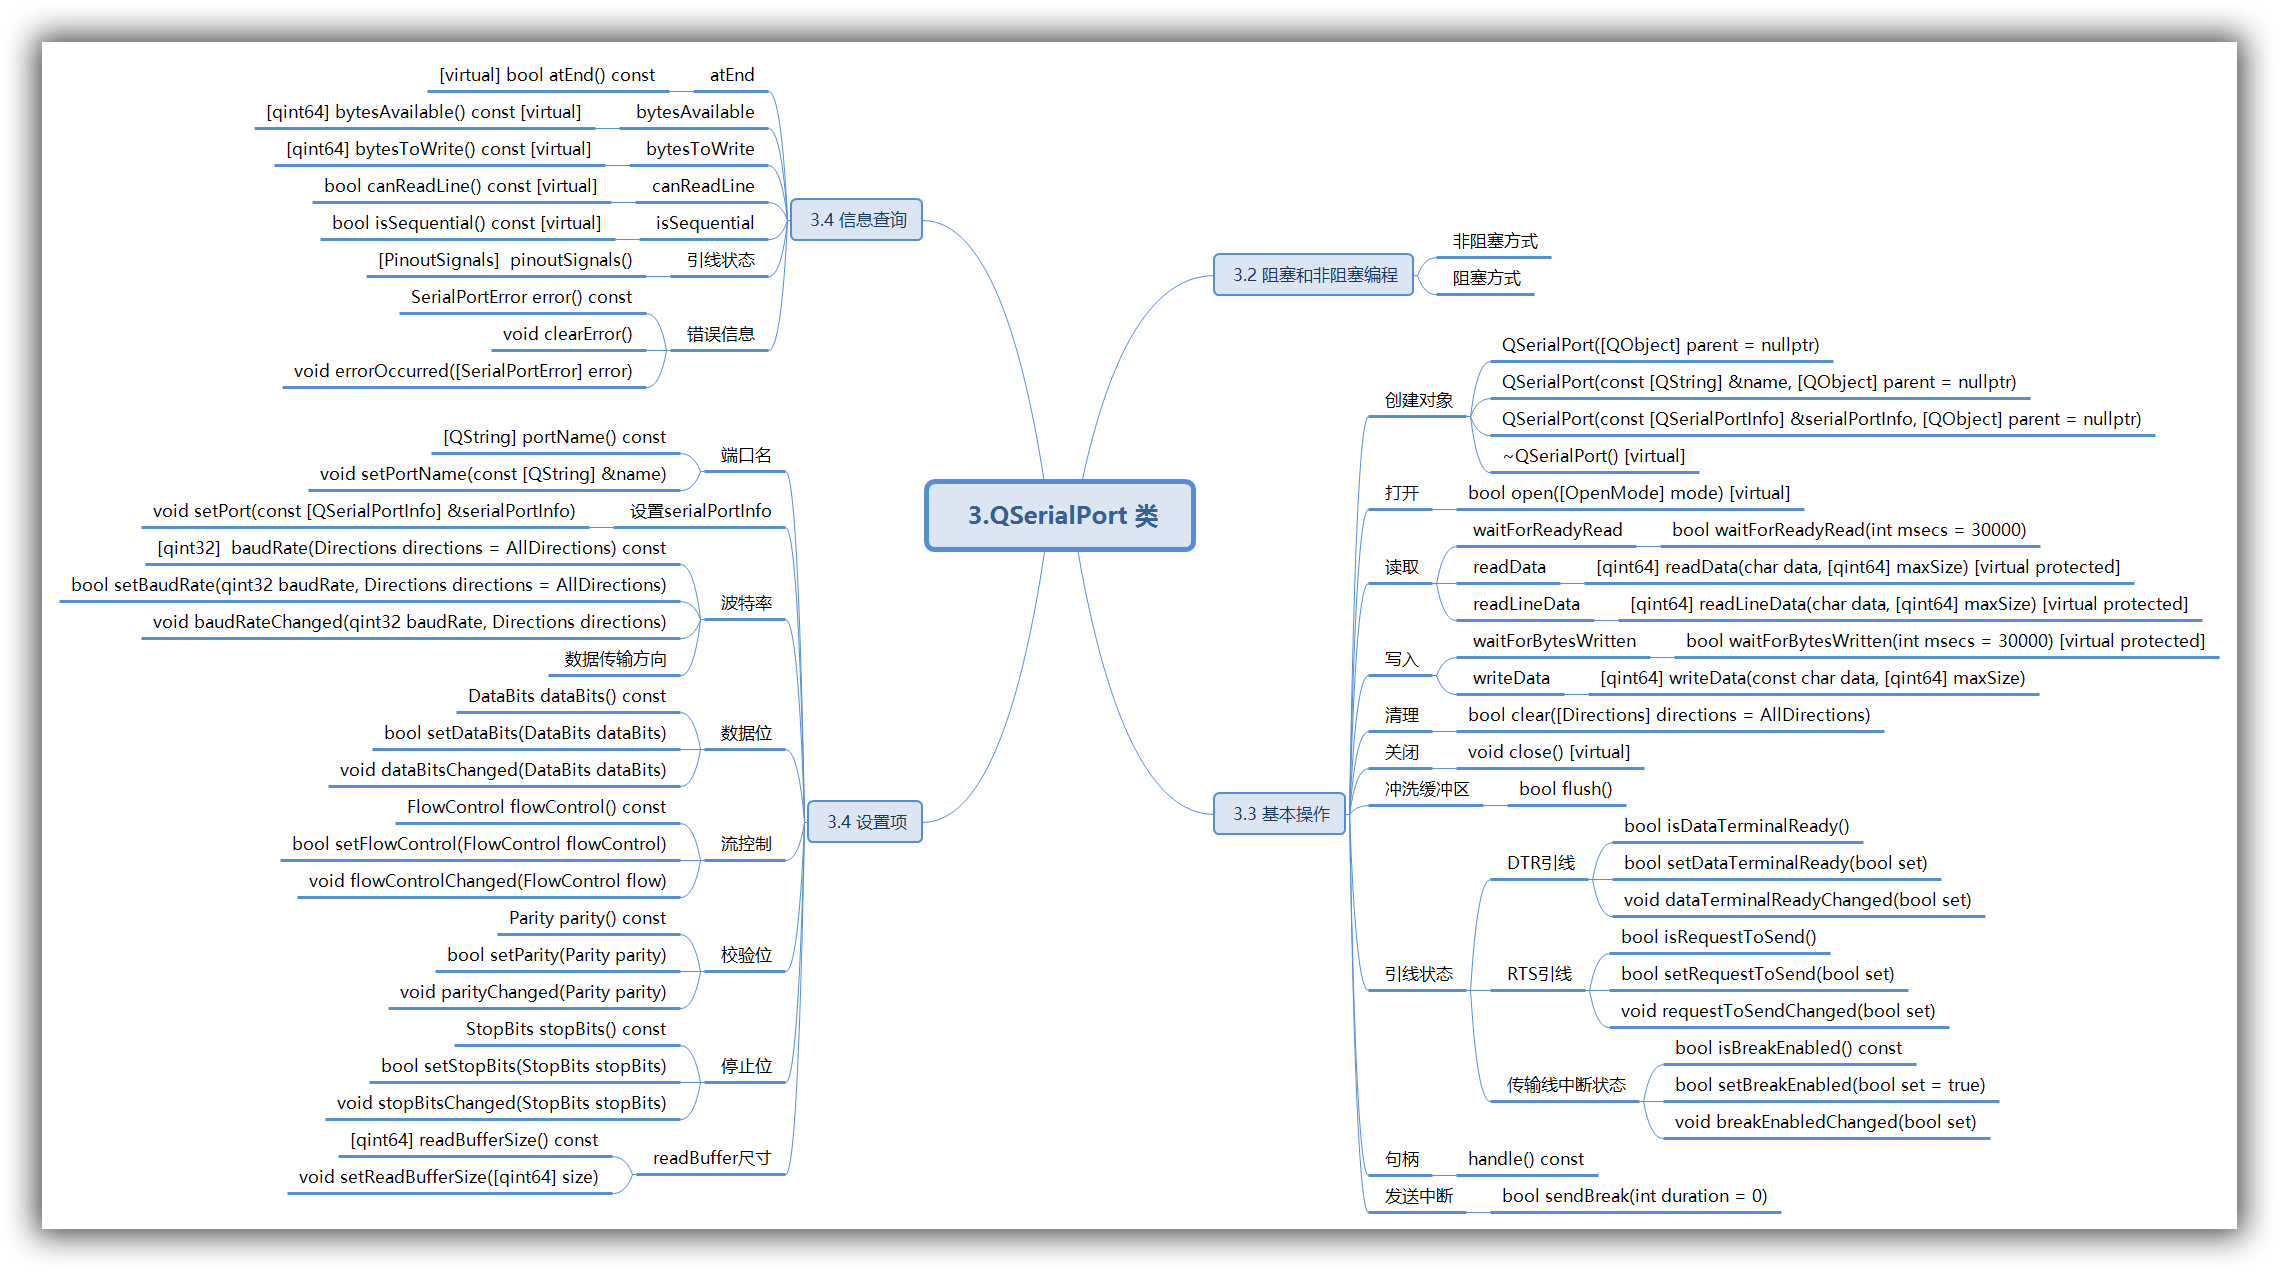 3.QSerialPort 类
3.2 阻塞和非阻塞编程
非阻塞方式
阻塞方式
3.3 基本操作
创建对象
QSerialPort([QObject] parent = nullptr)
QSerialPort(const [QString] &name, [QObject] parent = nullptr)
QSerialPort(const [QSerialPortInfo] &serialPortInfo, [QObject] parent = nullptr)
~QSerialPort() [virtual]
打开
bool open([OpenMode] mode) [virtual]
读取
waitForReadyRead
bool waitForReadyRead(int msecs = 30000)
readData
[qint64] readData(char data, [qint64] maxSize) [virtual protected]
readLineData
[qint64] readLineData(char data, [qint64] maxSize) [virtual protected]
写入
waitForBytesWritten
bool waitForBytesWritten(int msecs = 30000) [virtual protected]
writeData
[qint64] writeData(const char data, [qint64] maxSize)
清理
bool clear([Directions] directions = AllDirections)
关闭
void close() [virtual]
冲洗缓冲区
bool flush()
引线状态
DTR引线
bool isDataTerminalReady()
bool setDataTerminalReady(bool set)
void dataTerminalReadyChanged(bool set)
RTS引线
bool isRequestToSend()
bool setRequestToSend(bool set)
void requestToSendChanged(bool set)
传输线中断状态
bool isBreakEnabled() const
bool setBreakEnabled(bool set = true)
void breakEnabledChanged(bool set)
句柄
handle() const
发送中断
bool sendBreak(int duration = 0)
3.4 信息查询
atEnd
[virtual] bool atEnd() const
bytesAvailable
[qint64] bytesAvailable() const [virtual]
bytesToWrite
[qint64] bytesToWrite() const [virtual]
canReadLine
bool canReadLine() const [virtual]
isSequential
bool isSequential() const [virtual]
引线状态
[PinoutSignals]  pinoutSignals()
错误信息
SerialPortError error() const
void clearError()
void errorOccurred([SerialPortError] error)
3.4 设置项
端口名
[QString] portName() const
void setPortName(const [QString] &name)
设置serialPortInfo
void setPort(const [QSerialPortInfo] &serialPortInfo)
波特率
[qint32]  baudRate(Directions directions = AllDirections) const
bool setBaudRate(qint32 baudRate, Directions directions = AllDirections)
void baudRateChanged(qint32 baudRate, Directions directions)
数据传输方向
数据位
DataBits dataBits() const
bool setDataBits(DataBits dataBits)
void dataBitsChanged(DataBits dataBits)
流控制
FlowControl flowControl() const
bool setFlowControl(FlowControl flowControl)
void flowControlChanged(FlowControl flow)
校验位
Parity parity() const
bool setParity(Parity parity)
void parityChanged(Parity parity)
停止位
StopBits stopBits() const
bool setStopBits(StopBits stopBits)
void stopBitsChanged(StopBits stopBits)
readBuffer尺寸
[qint64] readBufferSize() const
void setReadBufferSize([qint64] size)